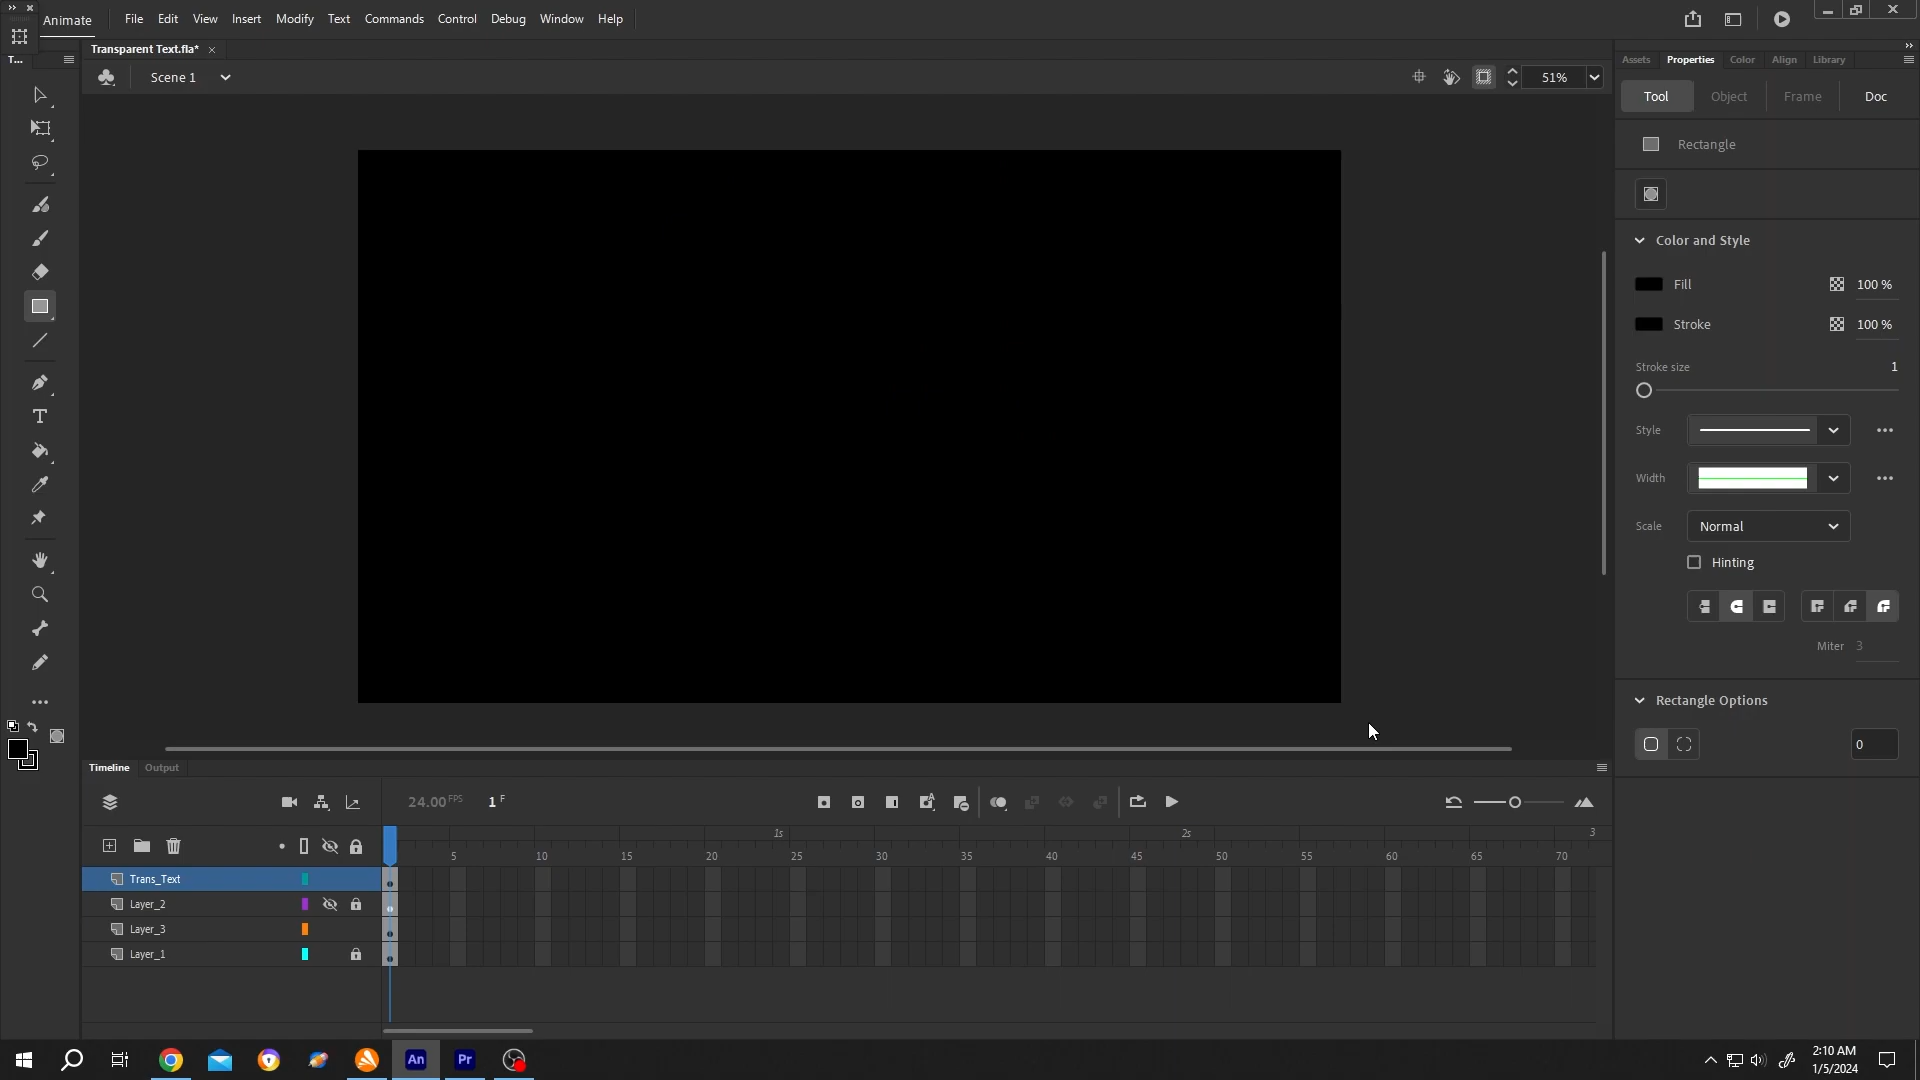 Animate File Edit View Insert Modify Text Commands Control Debug Window Help
T...
Transparent Text.fla*
Scene 1
51%
Assets Properties Color Align Library
Tool Object Frame Doc
Rectangle
Color and Style
Fill 100 %
Stroke 100 %
Stroke size 1
Style
Width
Scale Normal
Hinting
Miter 3
Rectangle Options
0
Timeline Output
24.00 FPS 1 F
1s 2s 3
5 10 15 20 25 30 35 40 45 50 55 60 65 70
Trans_Text
Layer_2
Layer_3
Layer_1
An Pr
2:10 AM
1/5/2024